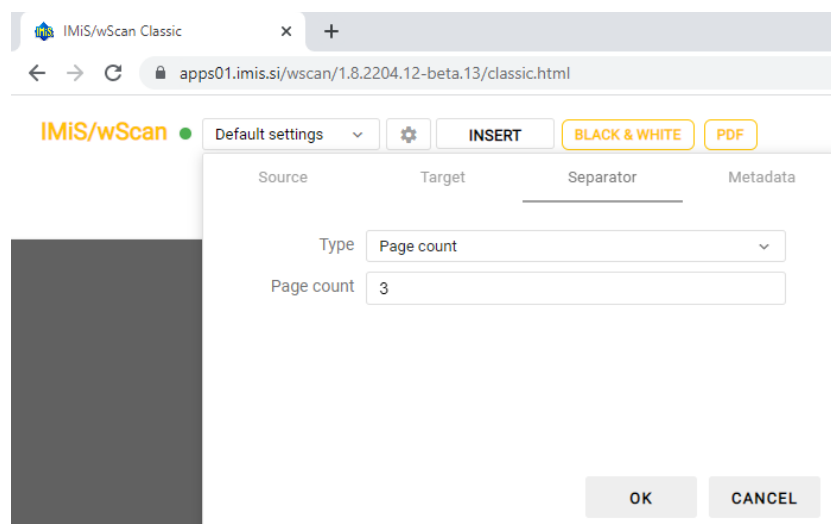 IMiS/wScan Classic
apps01.imis.si/wscan/1.8.2204.12-beta.13/classic.html
IMiS/wScan Default settings INSERT BLACK & WHITE PDF
Source Target Separator Metadata
Type Page count
Page count 3
OK CANCEL